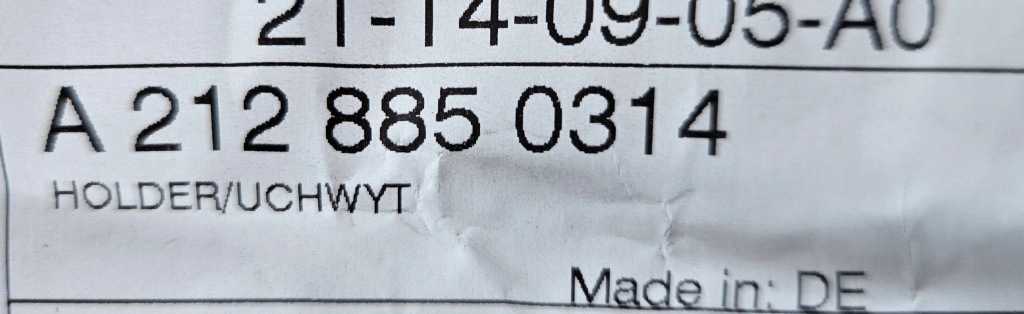 21-14-09-05-A0
A 212 885 0314
HOLDER/UCHWYT
Made in: DE